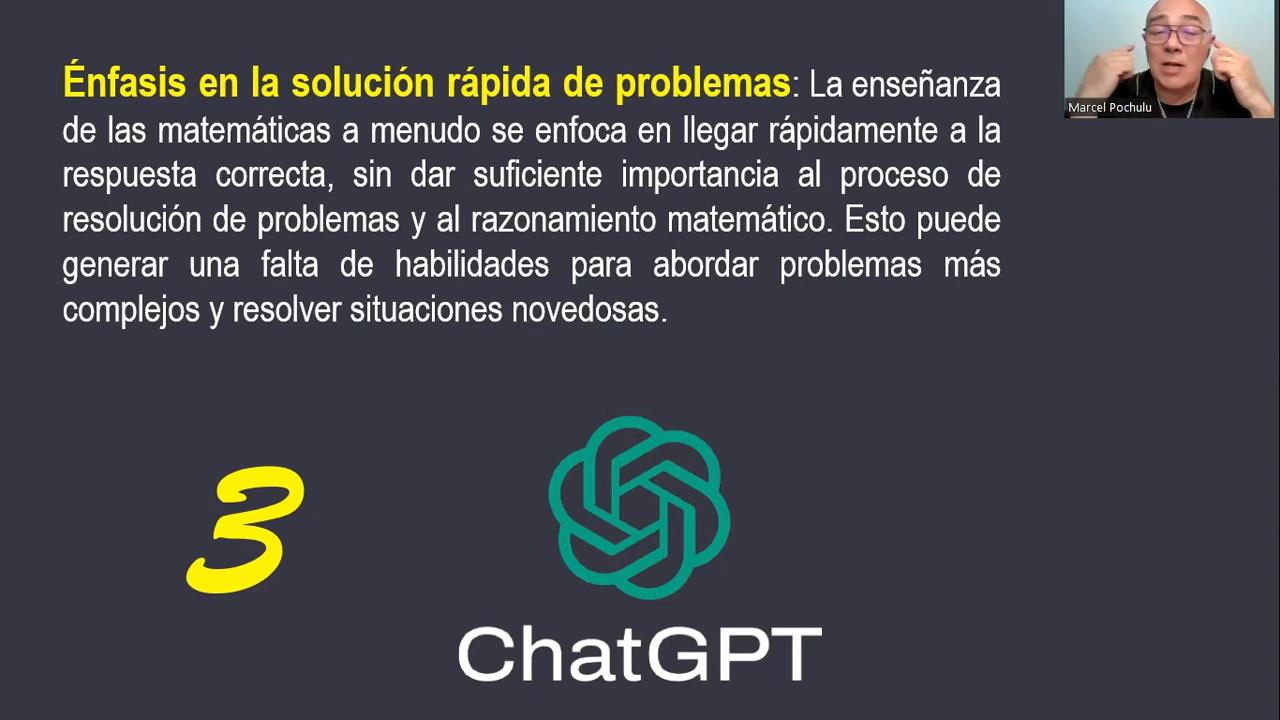 Énfasis en la solución rápida de problemas: La enseñanza
de las matemáticas a menudo se enfoca en llegar rápidamente a la
respuesta correcta, sin dar suficiente importancia al proceso de
resolución de problemas y al razonamiento matemático. Esto puede
generar una falta de habilidades para abordar problemas más
complejos y resolver situaciones novedosas.
Marcel Pochulu
3
ChatGPT